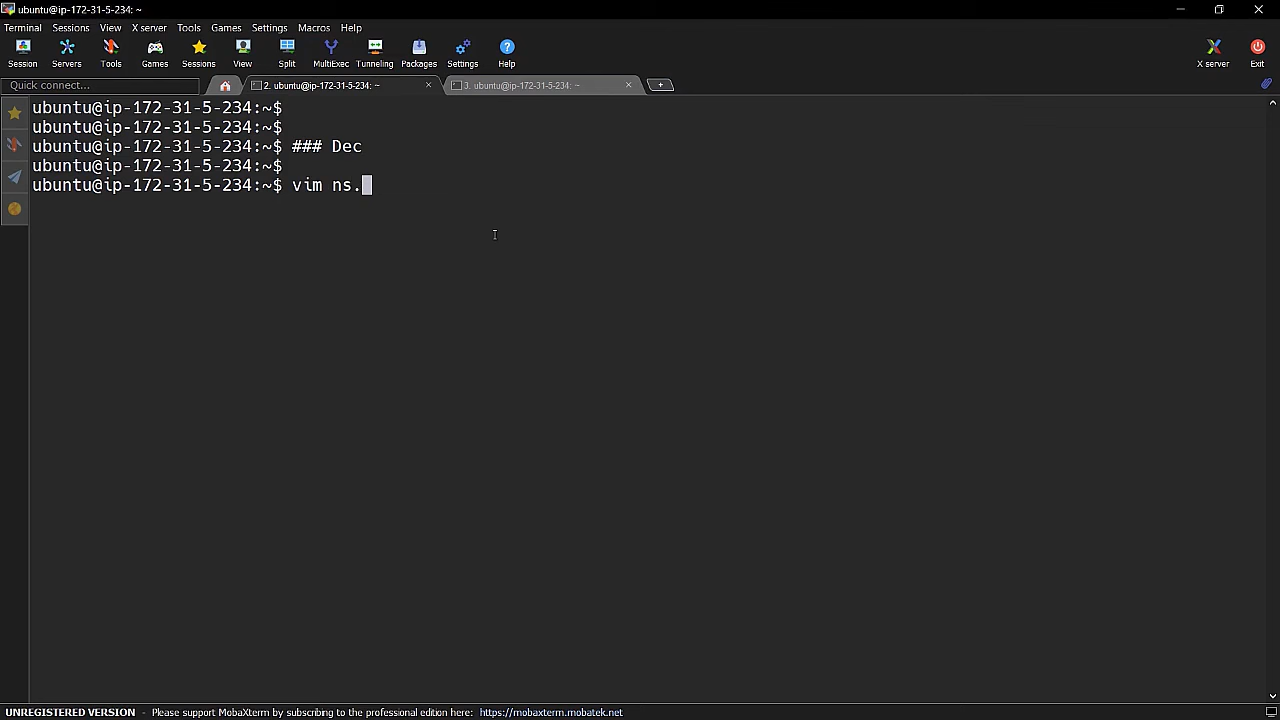 ubuntu@ip-172-31-5-234: ~
Terminal Sessions View X server Tools Games Settings Macros Help
Session Servers Tools Games Sessions View Split MultiExec Tunneling Packages Settings Help X server Exit
Quick connect... 2. ubuntu@ip-172-31-5-234: ~ 3. ubuntu@ip-172-31-5-234: ~
ubuntu@ip-172-31-5-234:~$
ubuntu@ip-172-31-5-234:~$
ubuntu@ip-172-31-5-234:~$ ### Dec
ubuntu@ip-172-31-5-234:~$
ubuntu@ip-172-31-5-234:~$ vim ns.
UNREGISTERED VERSION - Please support MobaXterm by subscribing to the professional edition here: https://mobaxterm.mobatek.net